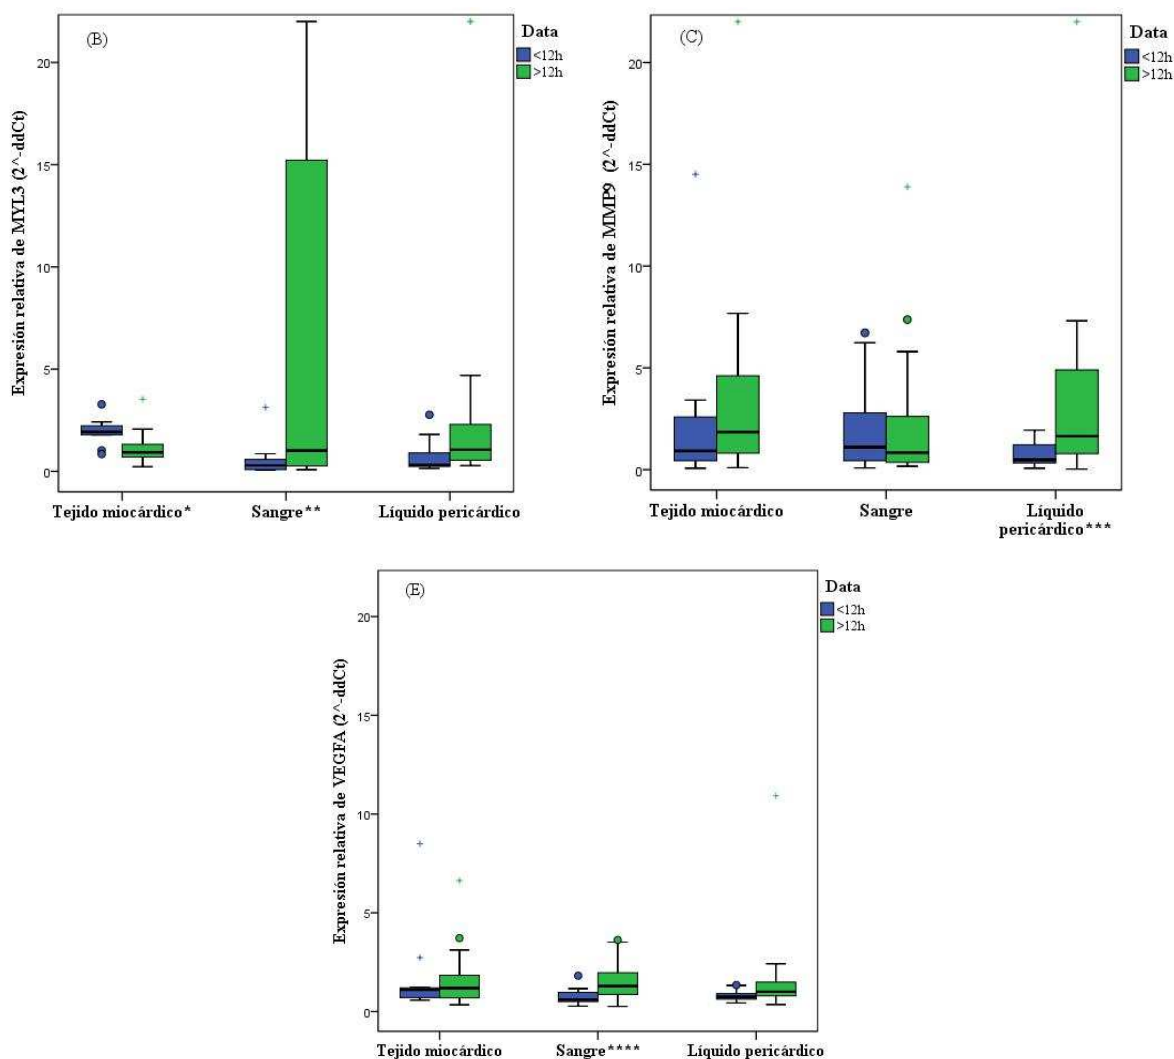 (B)
Data
<12h
>12h
Expresión relativa de MYL3 (2^-ddCt)
20
15
10
5
0
Tejido miocárdico*
Sangre**
Líquido pericárdico
(C)
Data
<12h
>12h
Expresión relativa de MMP9 (2^-ddCt)
20
15
10
5
0
Tejido miocárdico
Sangre
Líquido
pericárdico***
(E)
Data
<12h
>12h
Expresión relativa de VEGFA (2^-ddCt)
20
15
10
5
0
Tejido miocárdico
Sangre****
Líquido pericárdico